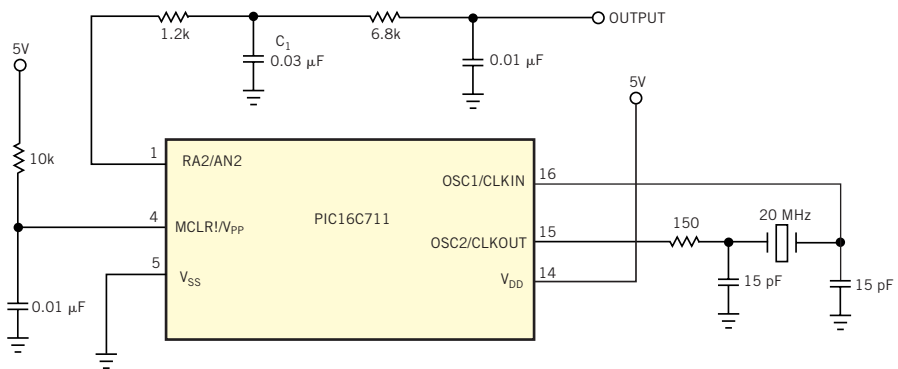 OUTPUT
1.2k
6.8k
C1
0.03 µF
0.01 µF
5V
5V
10k
1
RA2/AN2
OSC1/CLKIN
16
4
MCLR!/VPP
PIC16C711
OSC2/CLKOUT
15
150
20 MHz
5
VSS
VDD
14
15 pF
15 pF
0.01 µF